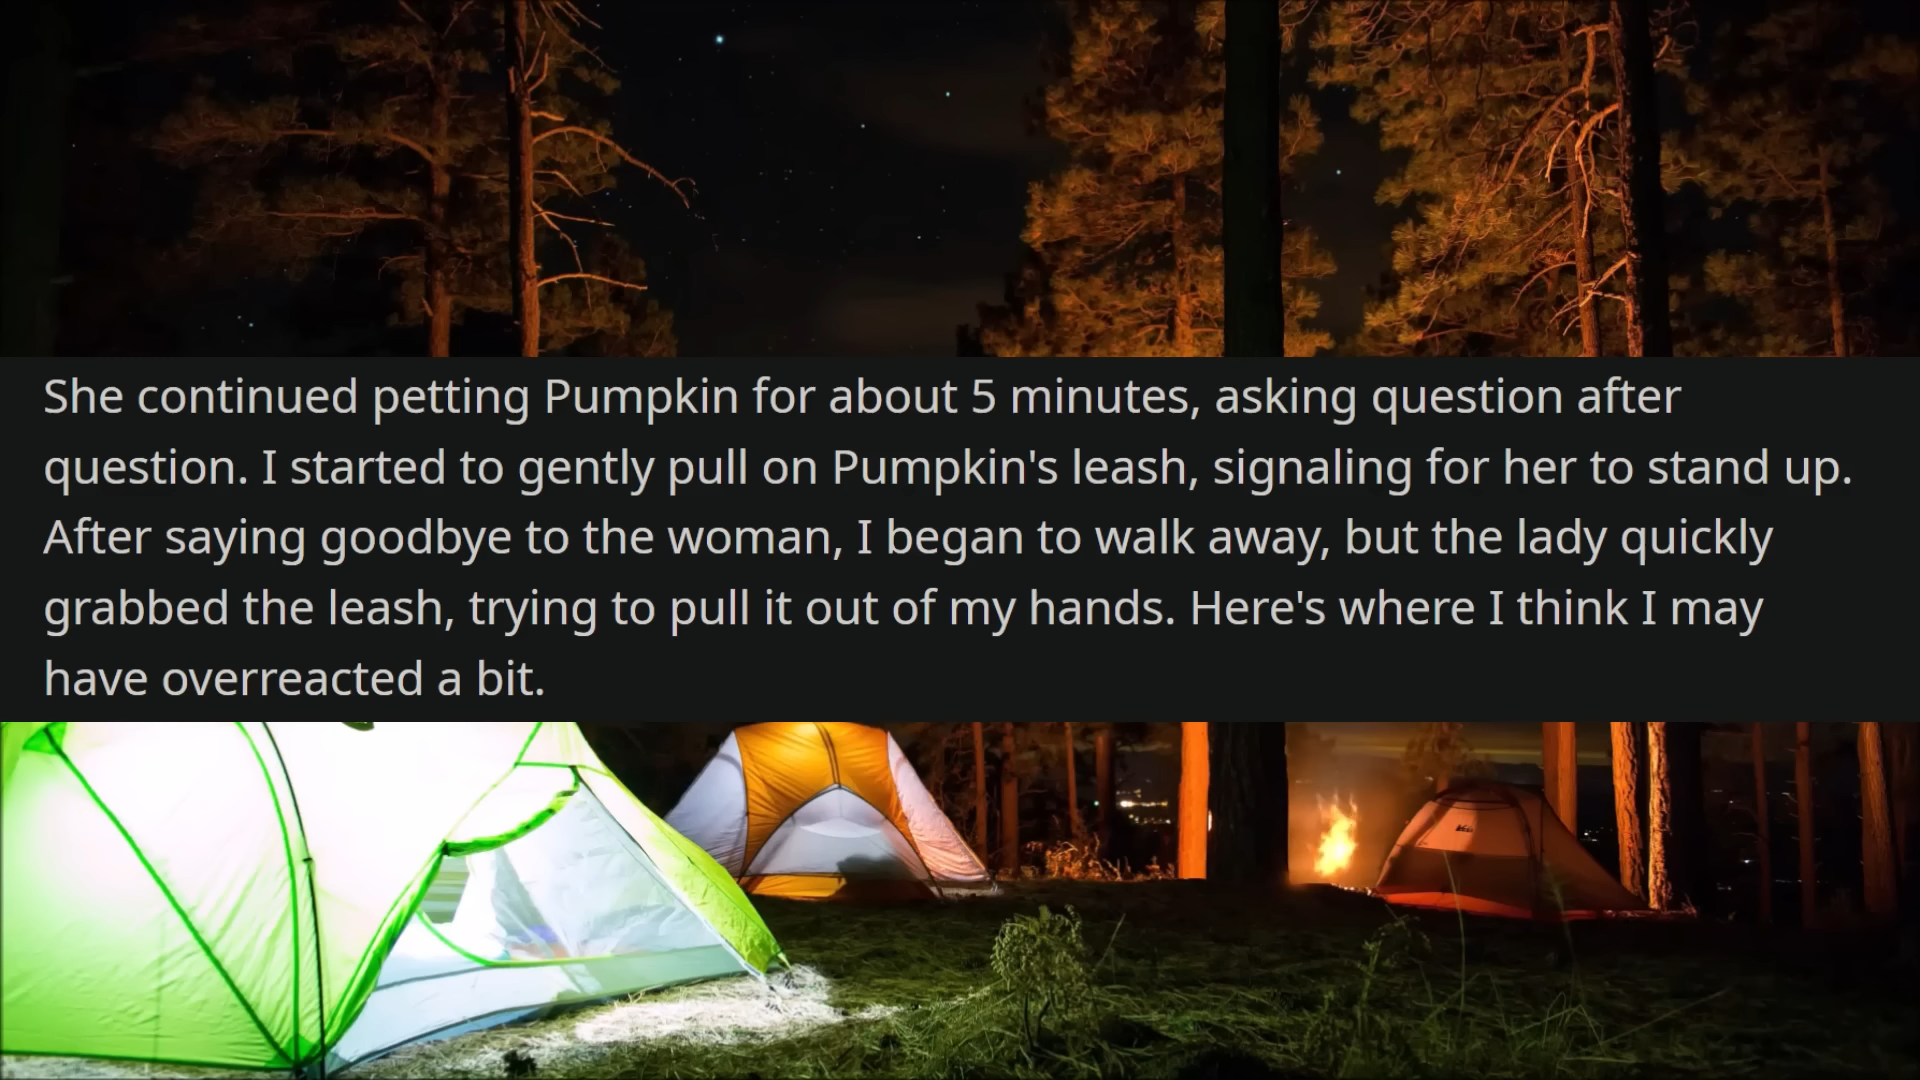 She continued petting Pumpkin for about 5 minutes, asking question after
question. I started to gently pull on Pumpkin's leash, signaling for her to stand up.
After saying goodbye to the woman, I began to walk away, but the lady quickly
grabbed the leash, trying to pull it out of my hands. Here's where I think I may
have overreacted a bit.